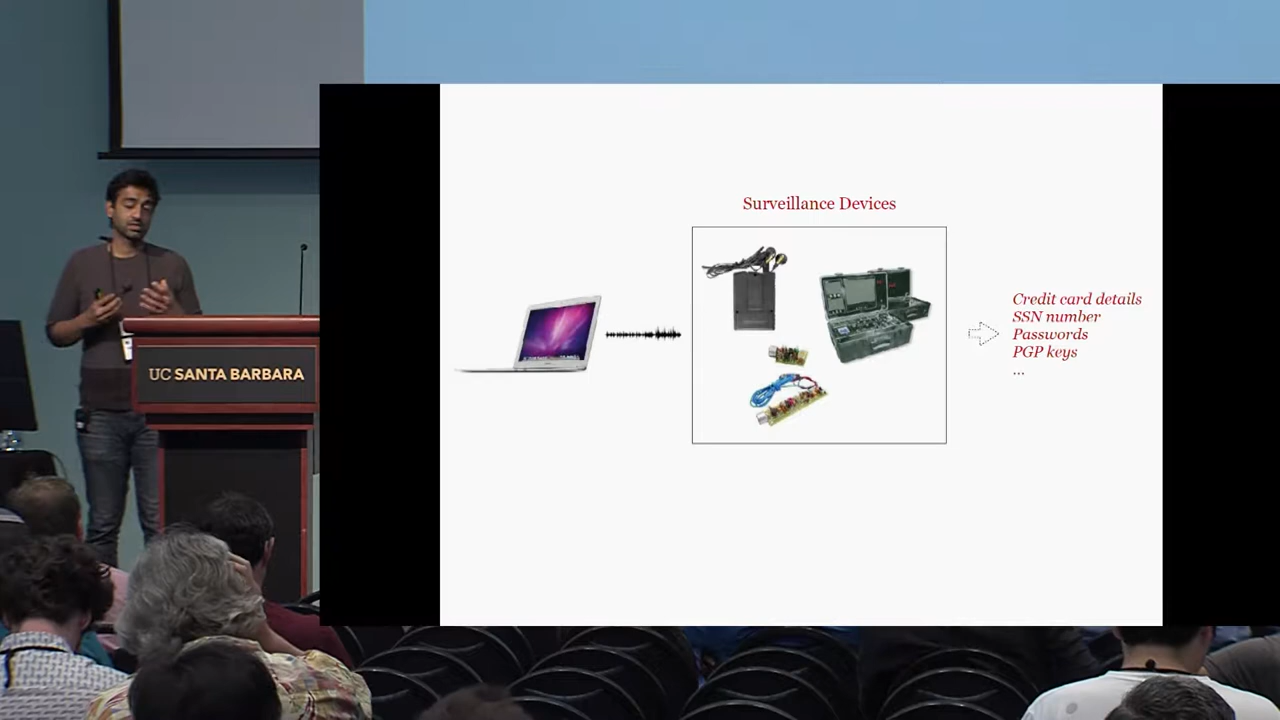 Surveillance Devices
Credit card details
SSN number
Passwords
PGP keys
...
UC SANTA BARBARA